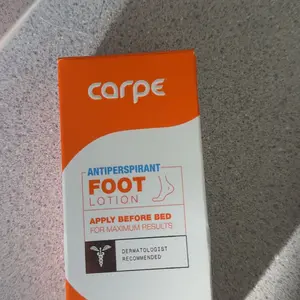 carpe
ANTIPERSPIRANT
FOOT
LOTION
APPLY BEFORE BED
FOR MAXIMUM RESULTS
DERMATOLOGIST
RECOMMENDED